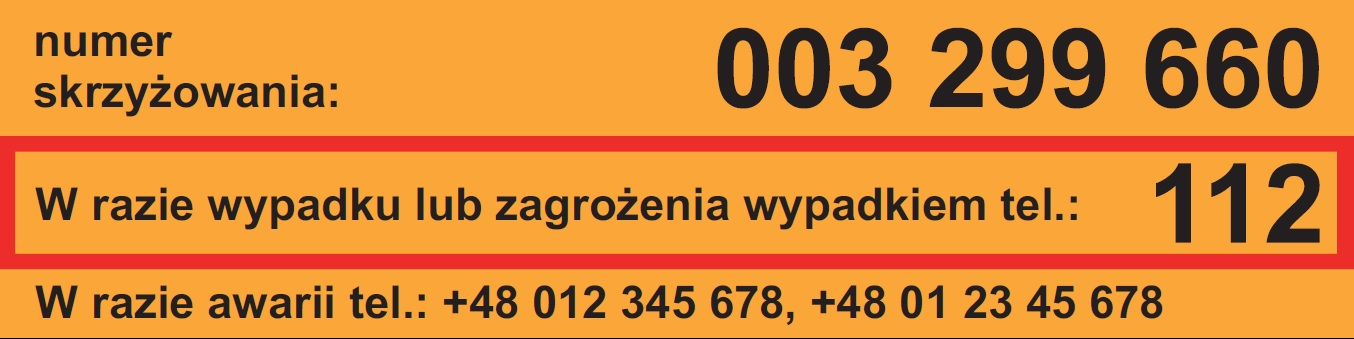 numer
skrzyżowania:
003 299 660
W razie wypadku lub zagrożenia wypadkiem tel.: 112
W razie awarii tel.: +48 012 345 678, +48 01 23 45 678